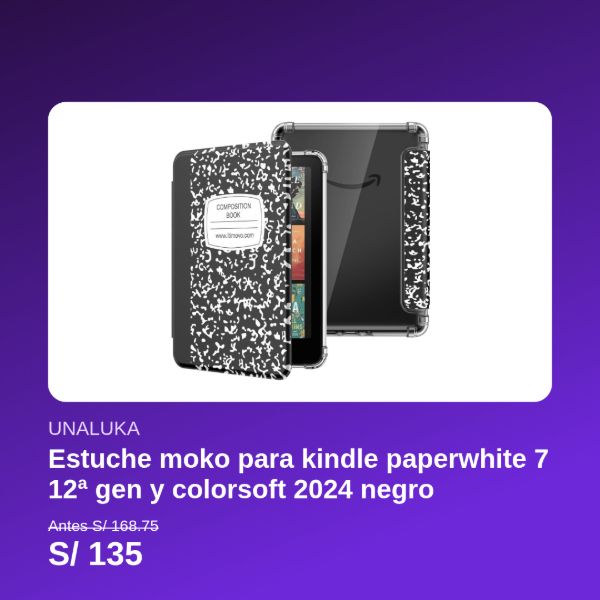 COMPOSITION
BOOK
www.ltimovo.com
UNALUKA
Estuche moko para kindle paperwhite 7
12ª gen y colorsoft 2024 negro
Antes S/ 168.75
S/ 135